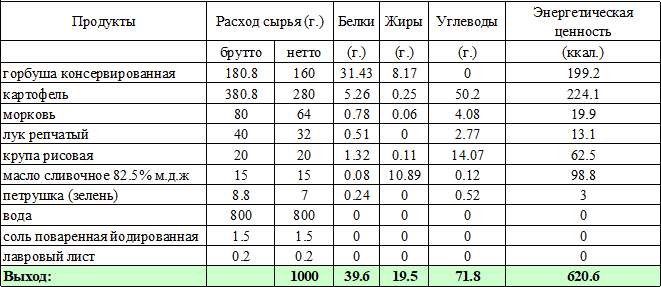 Продукты Расход сырья (г.) Белки Жиры Углеводы Энергетическая ценность
брутто нетто (г.) (г.) (г.) (ккал.)
горбуша консервированная 180.8 160 31.43 8.17 0 199.2
картофель 380.8 280 5.26 0.25 50.2 224.1
морковь 80 64 0.78 0.06 4.08 19.9
лук репчатый 40 32 0.51 0 2.77 13.1
крупа рисовая 20 20 1.32 0.11 14.07 62.5
масло сливочное 82.5% м.д.ж 15 15 0.08 10.89 0.12 98.8
петрушка (зелень) 8.8 7 0.24 0 0.52 3
вода 800 800 0 0 0 0
соль поваренная йодированная 1.5 1.5 0 0 0 0
лавровый лист 0.2 0.2 0 0 0 0
Выход: 1000 39.6 19.5 71.8 620.6